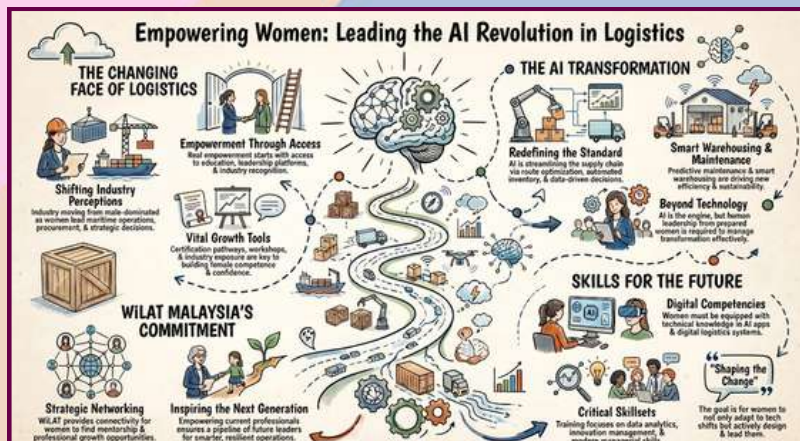 Empowering Women: Leading the AI Revolution in Logistics
THE CHANGING
FACE OF LOGISTICS
Empowerment Through Access
Real empowerment starts with access
to education, leadership platforms,
& industry recognition.
Shifting Industry
Perceptions
Industry moving from male-dominated
as women lead maritime operations,
procurement, & strategic decisions.
Vital Growth Tools
Certification pathways, workshops,
& industry exposure are key to
building female competence
& confidence.
WiLAT MALAYSIA'S
COMMITMENT
Strategic Networking
WiLAT provides connectivity for
women to find mentorship &
professional growth opportunities.
Inspiring the Next Generation
Empowering current professionals
ensures a pipeline of future leaders
for smarter, resilient operations.
THE AI TRANSFORMATION
Redefining the Standard
AI is streamlining the supply chain
via route optimization, automated
inventory, & data-driven decisions.
Smart Warehousing &
Maintenance
Predictive maintenance & smart
warehousing are driving new
efficiency & sustainability.
Beyond Technology
AI is the engine, but human
leadership from prepared
women is required to manage
transformation effectively.
SKILLS FOR THE FUTURE
AI
Digital Competencies
Women must be equipped with
technical knowledge in AI apps
& digital logistics systems.
Critical Skillsets
Training focuses on data analytics,
innovation management, &
"Shaping the
Change"
The goal is for women to
not only adapt to tech
shifts but actively design
& lead them.